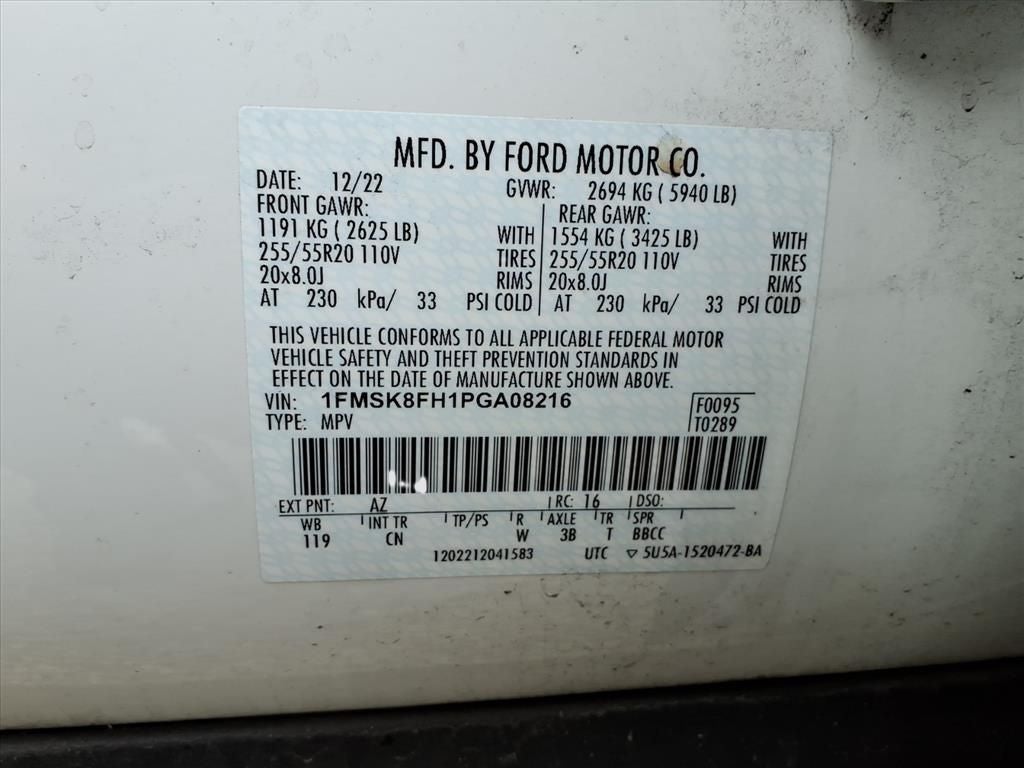 MFD. BY FORD MOTOR CO.
DATE: 12/22 GVWR: 2694 KG ( 5940 LB)
FRONT GAWR: REAR GAWR:
1191 KG ( 2625 LB) WITH 1554 KG ( 3425 LB) WITH
255/55R20 110V TIRES 255/55R20 110V TIRES
20x8.0J RIMS 20x8.0J RIMS
AT 230 kPa/ 33 PSI COLD AT 230 kPa/ 33 PSI COLD
THIS VEHICLE CONFORMS TO ALL APPLICABLE FEDERAL MOTOR
VEHICLE SAFETY AND THEFT PREVENTION STANDARDS IN
EFFECT ON THE DATE OF MANUFACTURE SHOWN ABOVE.
VIN: 1FMSK8FH1PGA08216 F0095
TYPE: MPV T0289
EXT PNT: AZ RC: 16 DSO:
WB INT TR TP/PS R AXLE TR SPR
119 CN W 3B T BBCC
1202212041583 UTC ▽ 5U5A-1520472-BA